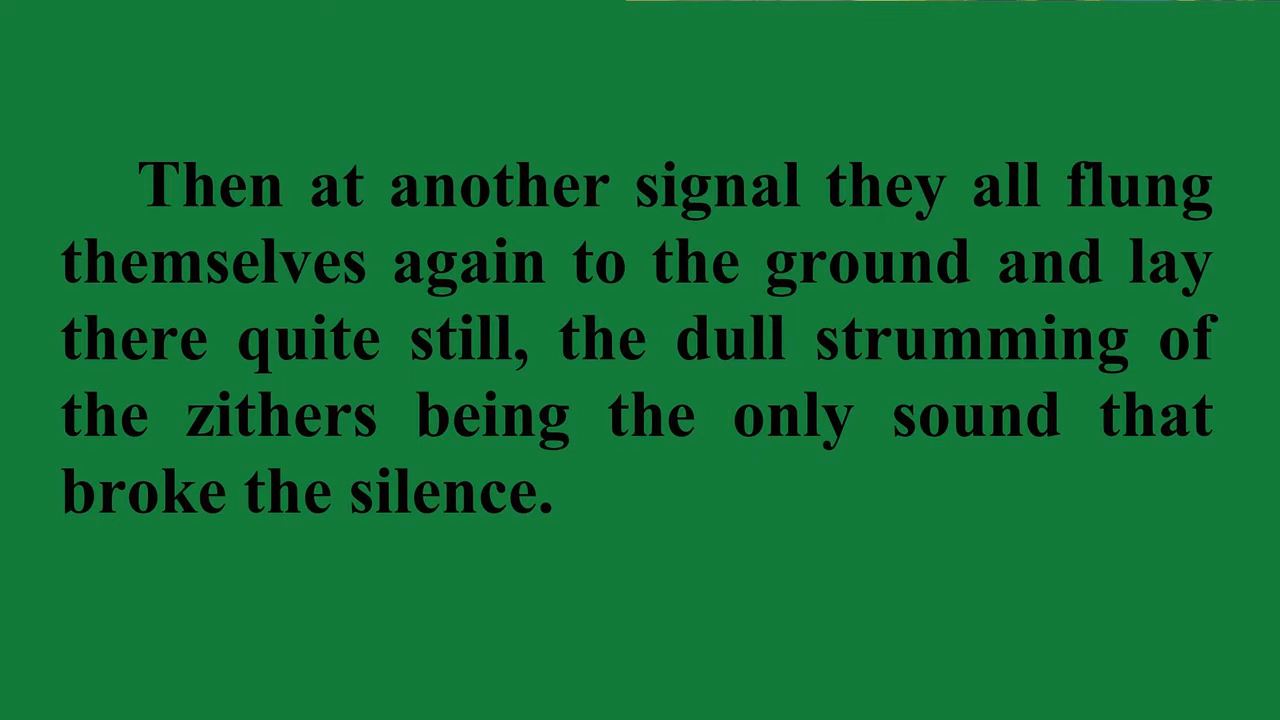 Then at another signal they all flung
themselves again to the ground and lay
there quite still, the dull strumming of
the zithers being the only sound that
broke the silence.